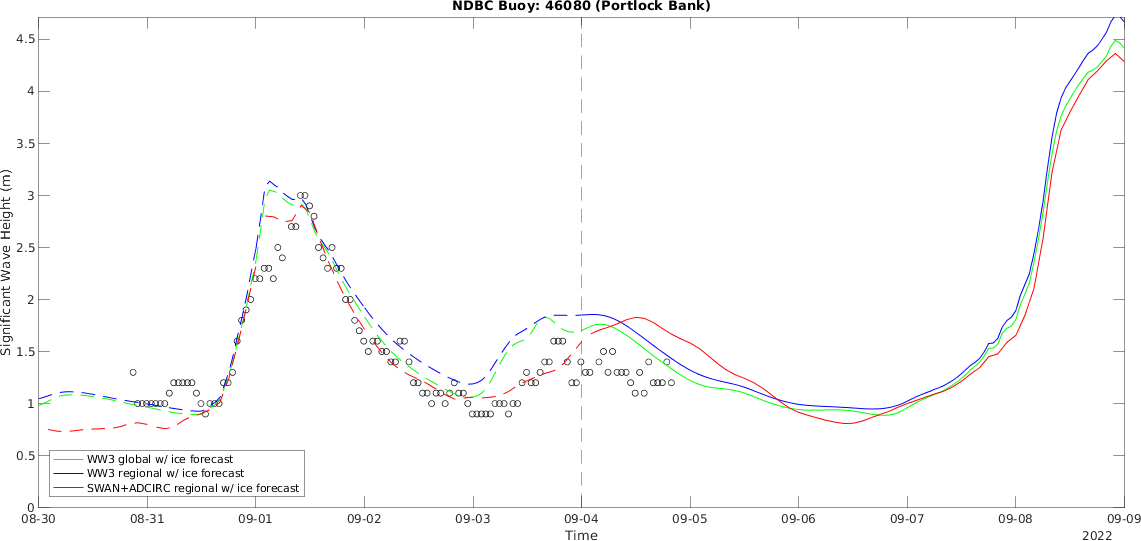 NDBC Buoy: 46080 (Portlock Bank)
4.5
4
3.5
3
2.5
2
1.5
1
0.5
0
Significant Wave Height (m)
WW3 global w/ ice forecast
WW3 regional w/ ice forecast
SWAN+ADCIRC regional w/ ice forecast
08-30 08-31 09-01 09-02 09-03 09-04 09-05 09-06 09-07 09-08 09-09
Time
2022